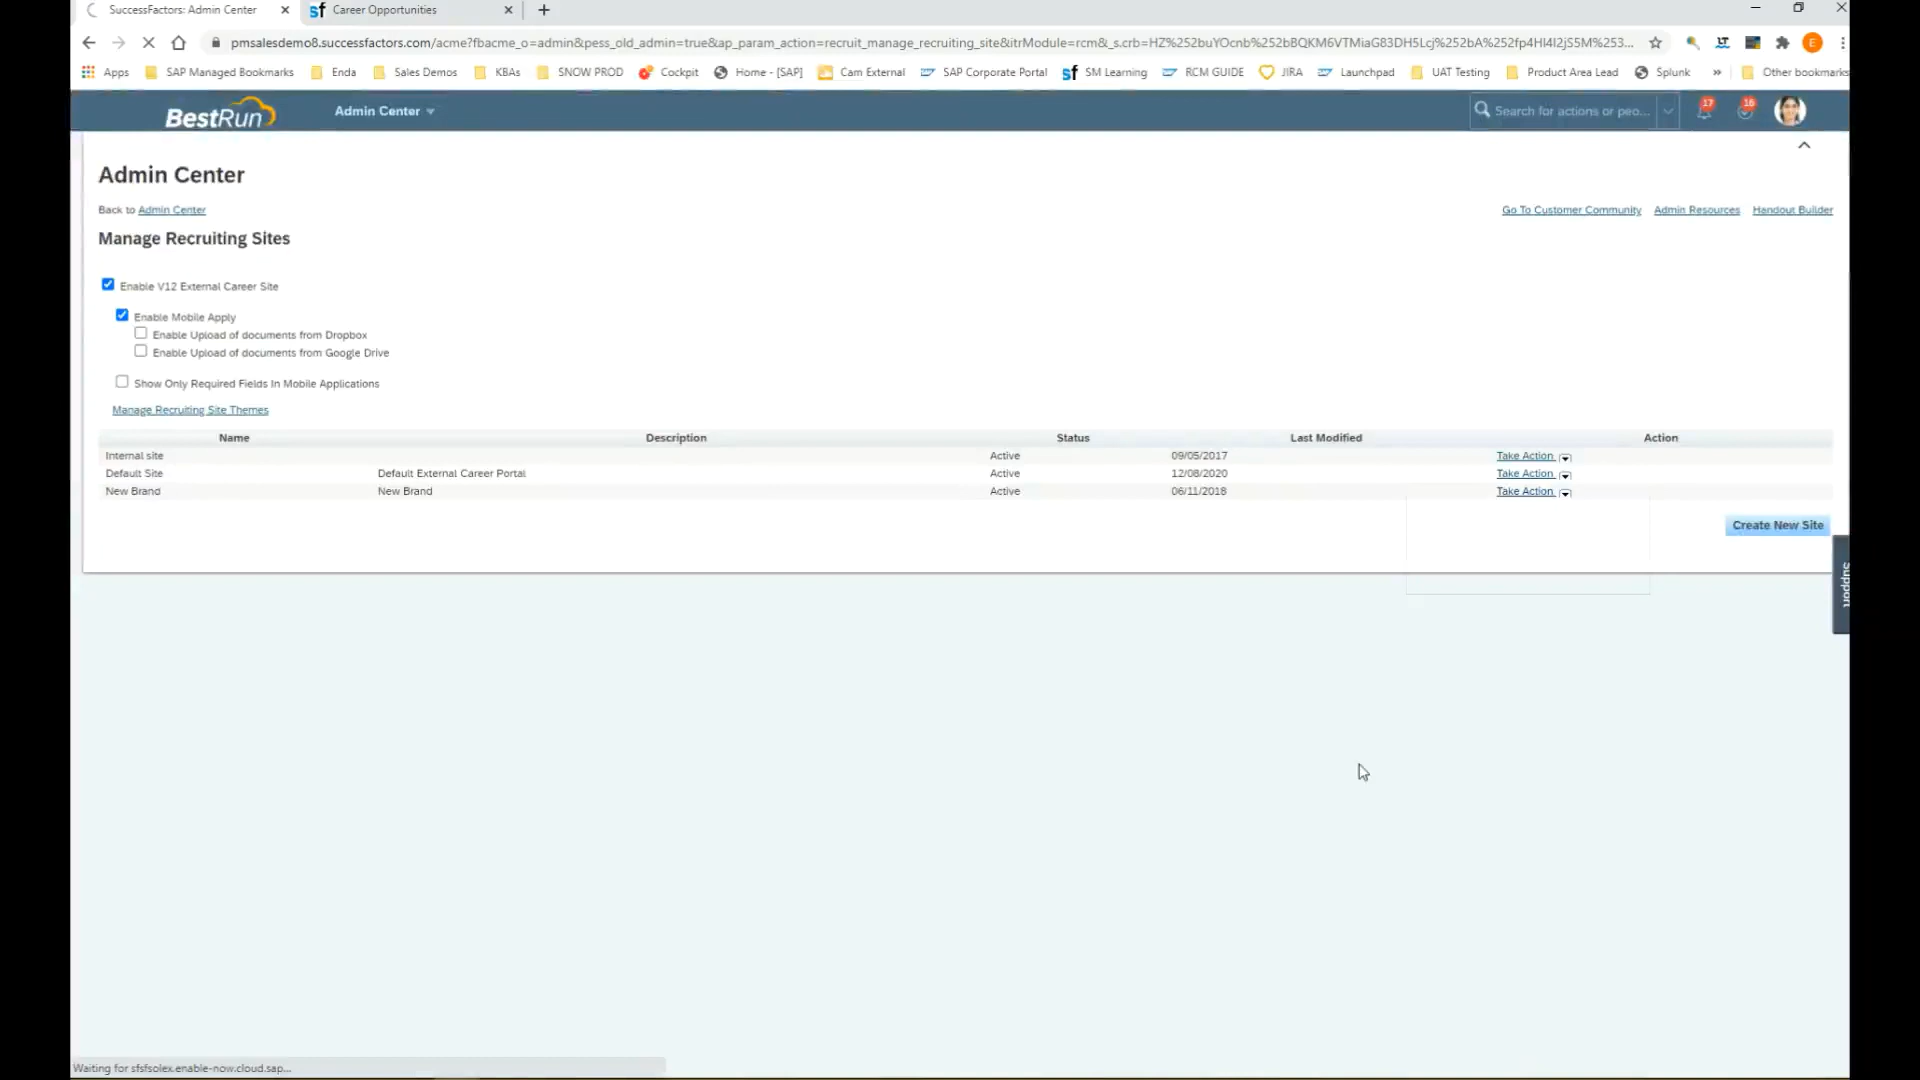 SuccessFactors: Admin Center
sf Career Opportunities
pmsalesdemo8.successfactors.com/acme?fbacme_o=admin&pess_old_admin=true&ap_param_action=recruit_manage_recruiting_site&itrModule=rcm&_s.crb=HZ%252buYOcnb%252bBQKM6VTMiaG83DH5Lcj%252bA%252fp4HI4I2jS5M%253...
E
Apps SAP Managed Bookmarks Enda Sales Demos KBAs SNOW PROD Cockpit Home - [SAP] Cam External SAP Corporate Portal sf SM Learning RCM GUIDE JIRA Launchpad UAT Testing Product Area Lead Splunk » Other bookmarks
BestRun Admin Center Search for actions or peo... 17 16
Admin Center
Back to Admin Center
Go To Customer Community Admin Resources Handout Builder
Manage Recruiting Sites
Enable V12 External Career Site
Enable Mobile Apply
Enable Upload of documents from Dropbox
Enable Upload of documents from Google Drive
Show Only Required Fields In Mobile Applications
Manage Recruiting Site Themes
Name Description Status Last Modified Action
Internal site Active 09/05/2017 Take Action
Default Site Default External Career Portal Active 12/08/2020 Take Action
New Brand New Brand Active 06/11/2018 Take Action
Create New Site
Support
Waiting for sfsfsolex.enable-now.cloud.sap...